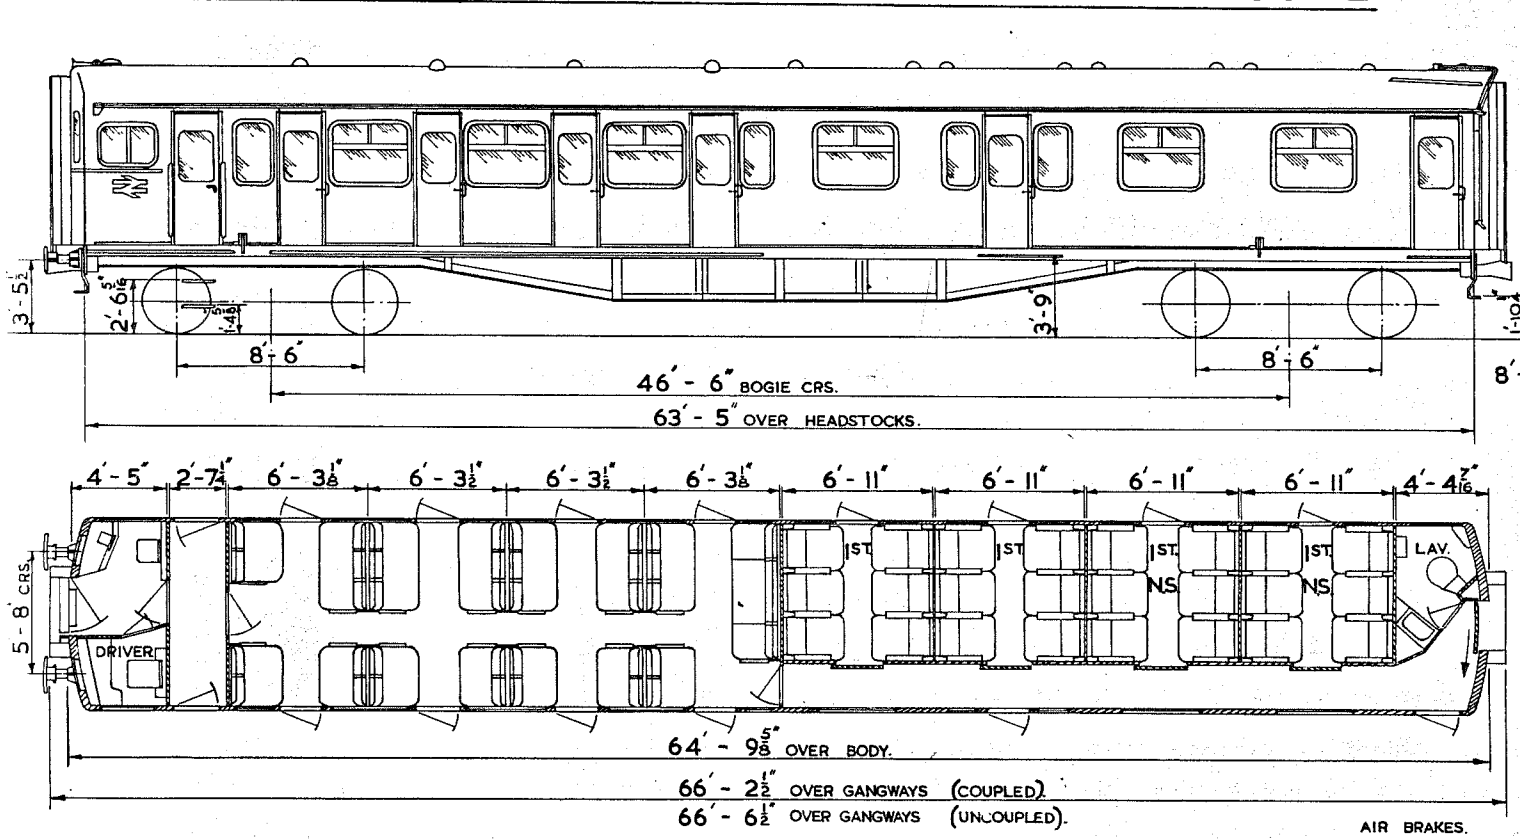 3'-5½"
2'-6 5/16"
1'-4 5/8"
3'-9"
1'-10¾
8'-6"
8'-6"
8'-
46'-6" BOGIE CRS.
63'-5" OVER HEADSTOCKS.
4'-5" 2'-7¼" 6'-3⅛" 6'-3½" 6'-3½" 6'-3⅛" 6'-11" 6'-11" 6'-11" 6'-11" 4'-4 7/16"
5'-8' CRS.
1ST. 1ST. 1ST. 1ST. LAV.
N.S. N.S.
DRIVER
64'-9⅝" OVER BODY.
66'-2½" OVER GANGWAYS (COUPLED).
66'-6½" OVER GANGWAYS (UNCOUPLED).
AIR BRAKES.